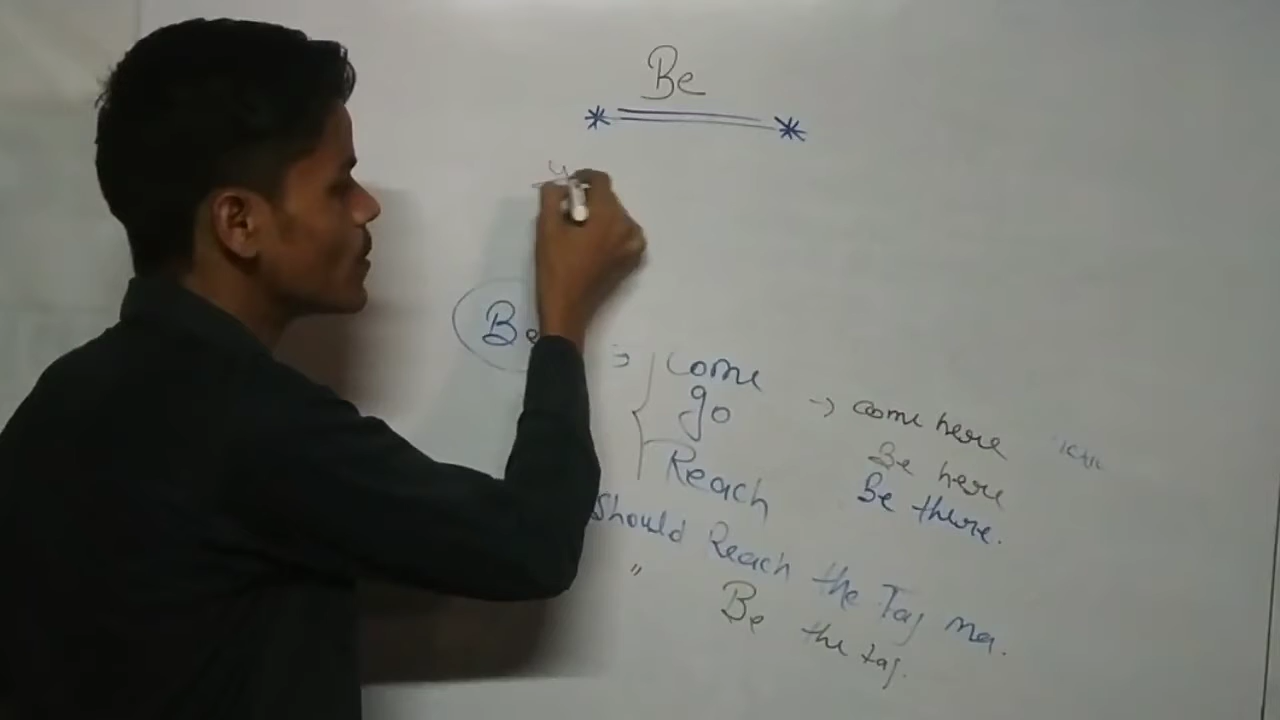 Be
Be
Come
go
Reach
→ Come here
Be here
Be there.
Should Reach the Taj Ma.
" Be the taj.